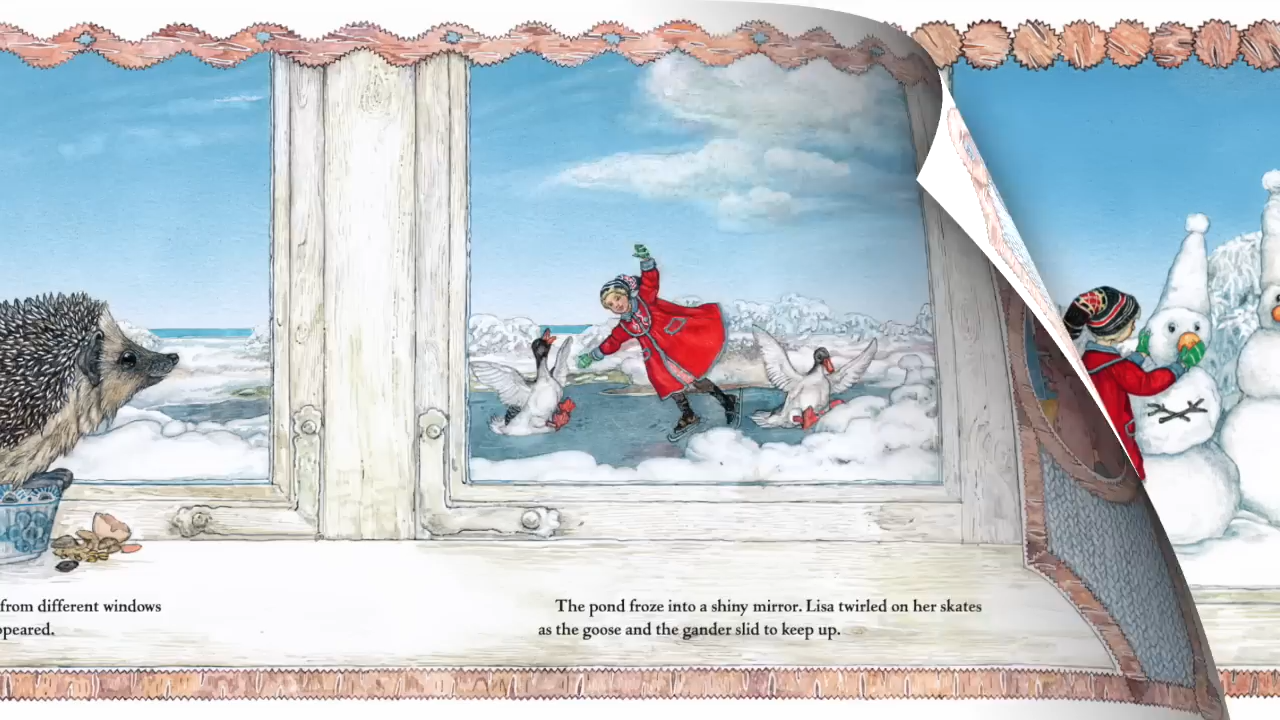 from different windows
The pond froze into a shiny mirror. Lisa twirled on her skates
as the goose and the gander slid to keep up.